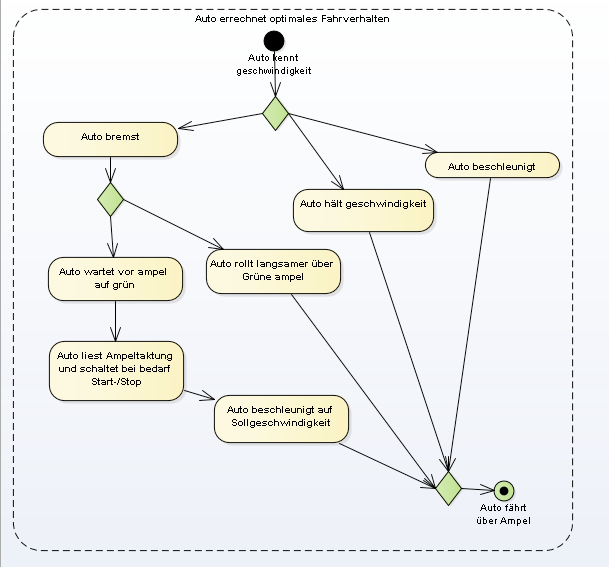 Auto errechnet optimales Fahrverhalten
Auto kennt
geschwindigkeit
Auto bremst
Auto beschleunigt
Auto hält geschwindigkeit
Auto wartet vor ampel
auf grün
Auto rollt langsamer über
Grüne ampel
Auto liest Ampeltaktung
und schaltet bei bedarf
Start-/Stop
Auto beschleunigt auf
Sollgeschwindigkeit
Auto fährt
über Ampel